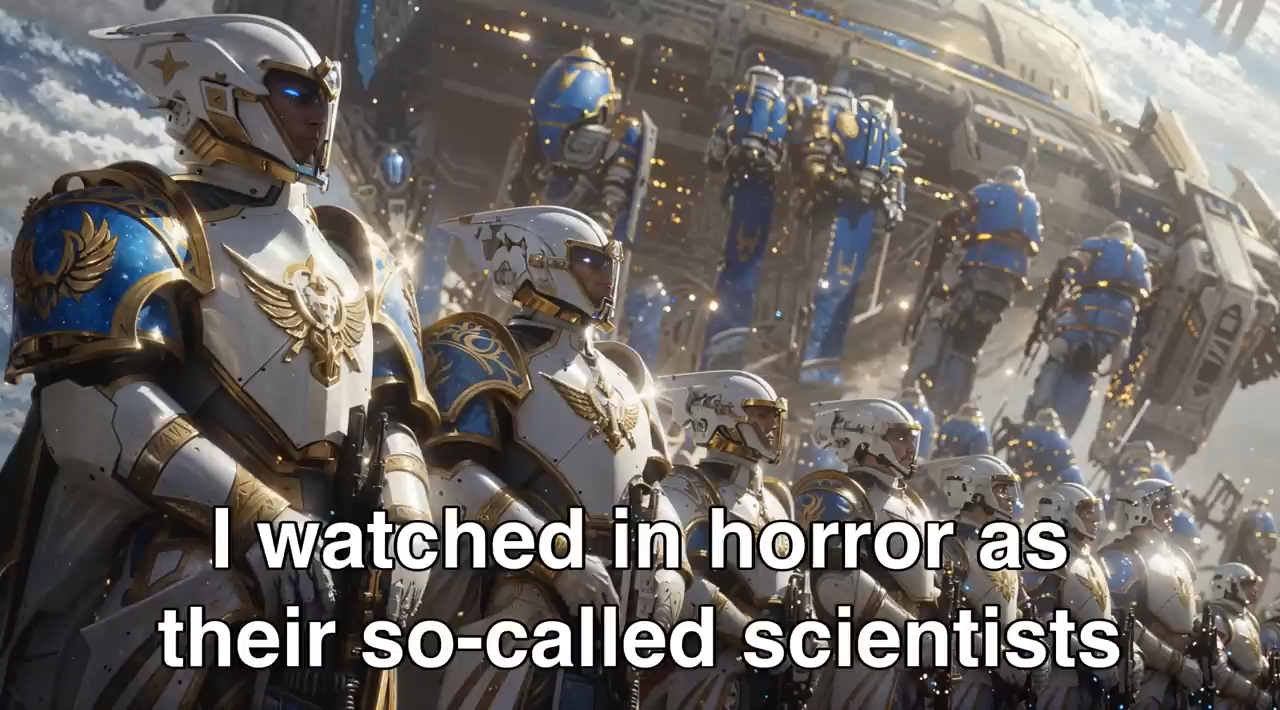 I watched in horror as
their so-called scientists